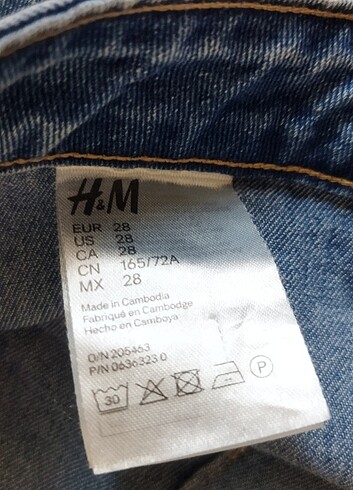 H&M
EUR 28
US 28
CA 28
CN 165/72A
MX 28
Made in Cambodia
Fabriqué en Cambodge
Hecho en Camboya
O/N 205463
P/N 0636323 0
30
P